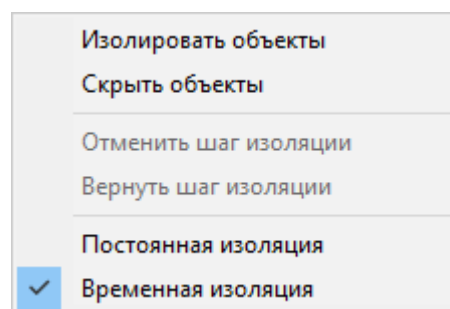 Изолировать объекты
Скрыть объекты
Отменить шаг изоляции
Вернуть шаг изоляции
Постоянная изоляция
Временная изоляция